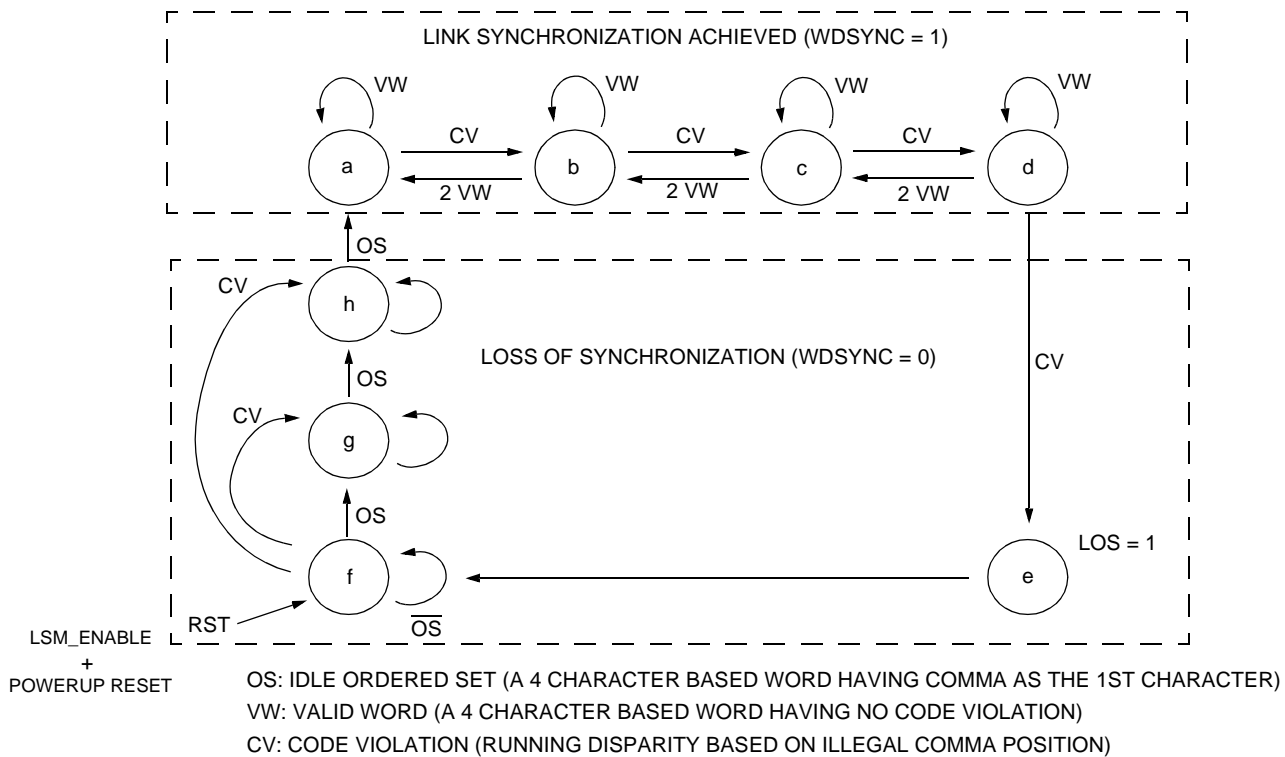 LINK SYNCHRONIZATION ACHIEVED (WDSYNC = 1)
VW
VW
VW
VW
a
CV
2 VW
b
CV
2 VW
c
CV
2 VW
d
OS
CV
h
LOSS OF SYNCHRONIZATION (WDSYNC = 0)
CV
OS
CV
g
OS
f
OS
RST
e
LOS = 1
LSM_ENABLE
+
POWERUP RESET
OS: IDLE ORDERED SET (A 4 CHARACTER BASED WORD HAVING COMMA AS THE 1ST CHARACTER)
VW: VALID WORD (A 4 CHARACTER BASED WORD HAVING NO CODE VIOLATION)
CV: CODE VIOLATION (RUNNING DISPARITY BASED ON ILLEGAL COMMA POSITION)